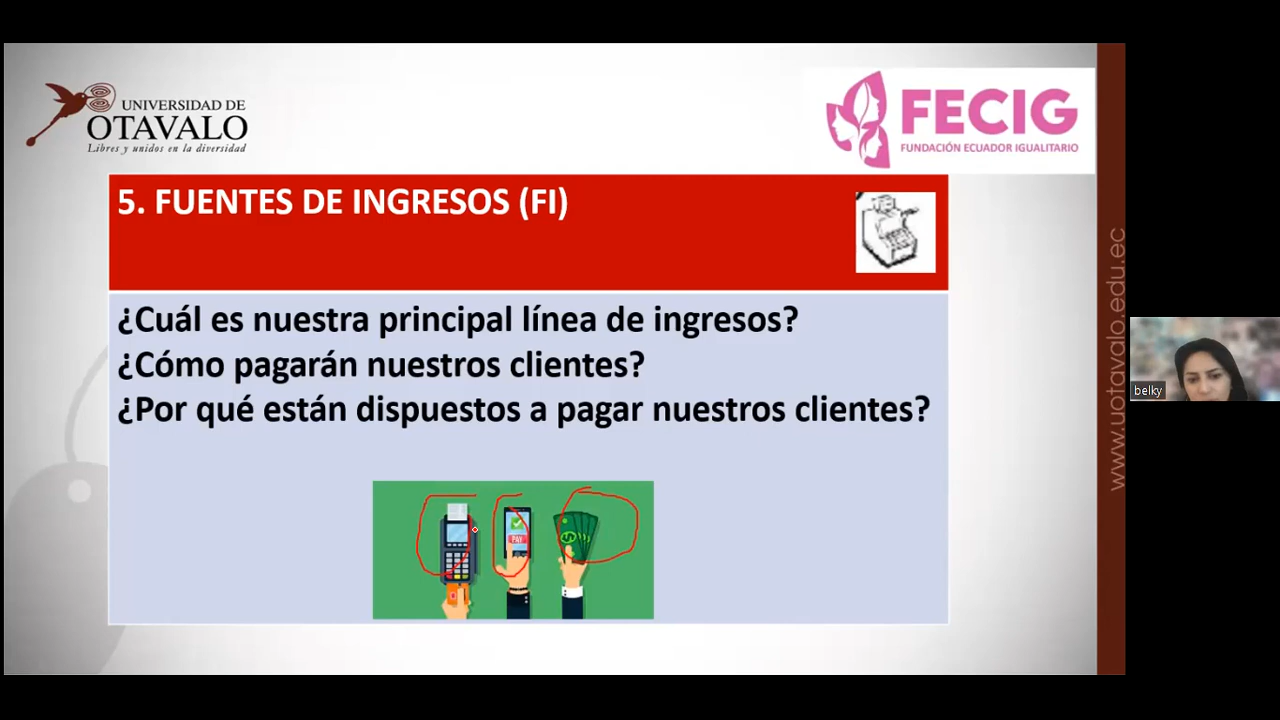 UNIVERSIDAD DE
OTAVALO
Libres y unidos en la diversidad
FECIG
FUNDACIÓN ECUADOR IGUALITARIO
5. FUENTES DE INGRESOS (FI)
¿Cuál es nuestra principal línea de ingresos?
¿Cómo pagarán nuestros clientes?
¿Por qué están dispuestos a pagar nuestros clientes?
PAY
www.uotavalo.edu.ec
belky